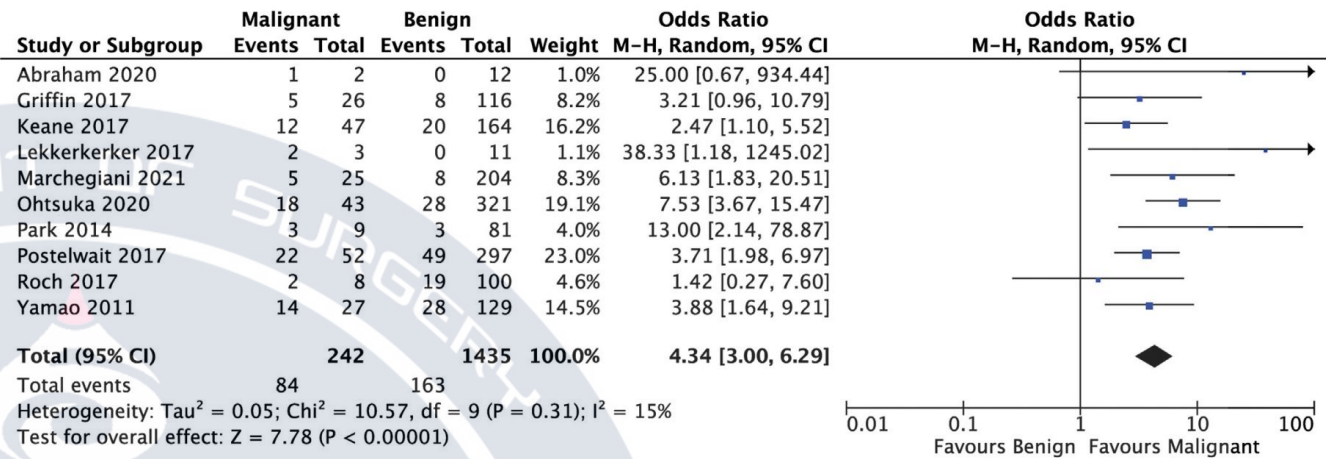 Malignant Benign Odds Ratio Odds Ratio
Study or Subgroup Events Total Events Total Weight M-H, Random, 95% CI M-H, Random, 95% CI
Abraham 2020 1 2 0 12 1.0% 25.00 [0.67, 934.44]
Griffin 2017 5 26 8 116 8.2% 3.21 [0.96, 10.79]
Keane 2017 12 47 20 164 16.2% 2.47 [1.10, 5.52]
Lekkerkerker 2017 2 3 0 11 1.1% 38.33 [1.18, 1245.02]
Marchegiani 2021 5 25 8 204 8.3% 6.13 [1.83, 20.51]
Ohtsuka 2020 18 43 28 321 19.1% 7.53 [3.67, 15.47]
Park 2014 3 9 3 81 4.0% 13.00 [2.14, 78.87]
Postelwait 2017 22 52 49 297 23.0% 3.71 [1.98, 6.97]
Roch 2017 2 8 19 100 4.6% 1.42 [0.27, 7.60]
Yamao 2011 14 27 28 129 14.5% 3.88 [1.64, 9.21]
Total (95% CI) 242 1435 100.0% 4.34 [3.00, 6.29]
Total events 84 163
Heterogeneity: Tau² = 0.05; Chi² = 10.57, df = 9 (P = 0.31); I² = 15%
Test for overall effect: Z = 7.78 (P < 0.00001)
0.01 0.1 1 10 100
Favours Benign Favours Malignant
OF SURGERY